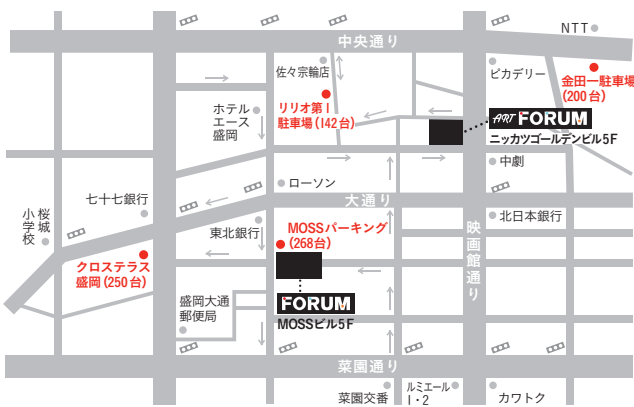 NTT
中央通り
佐々宗輪店
ピカデリー
金田一駐車場
(200台)
リリオ第1
駐車場(142台)
ホテル
エース
盛岡
ART FORUM
ニッカツゴールデンビル5F
中劇
ローソン
七十七銀行
大通り
桜城
小学校
東北銀行
MOSSパーキング
(268台)
映画館通り
北日本銀行
クロステラス
盛岡(250台)
FORUM
MOSSビル5F
盛岡大通
郵便局
菜園通り
菜園交番
ルミエール
1・2
カワトク